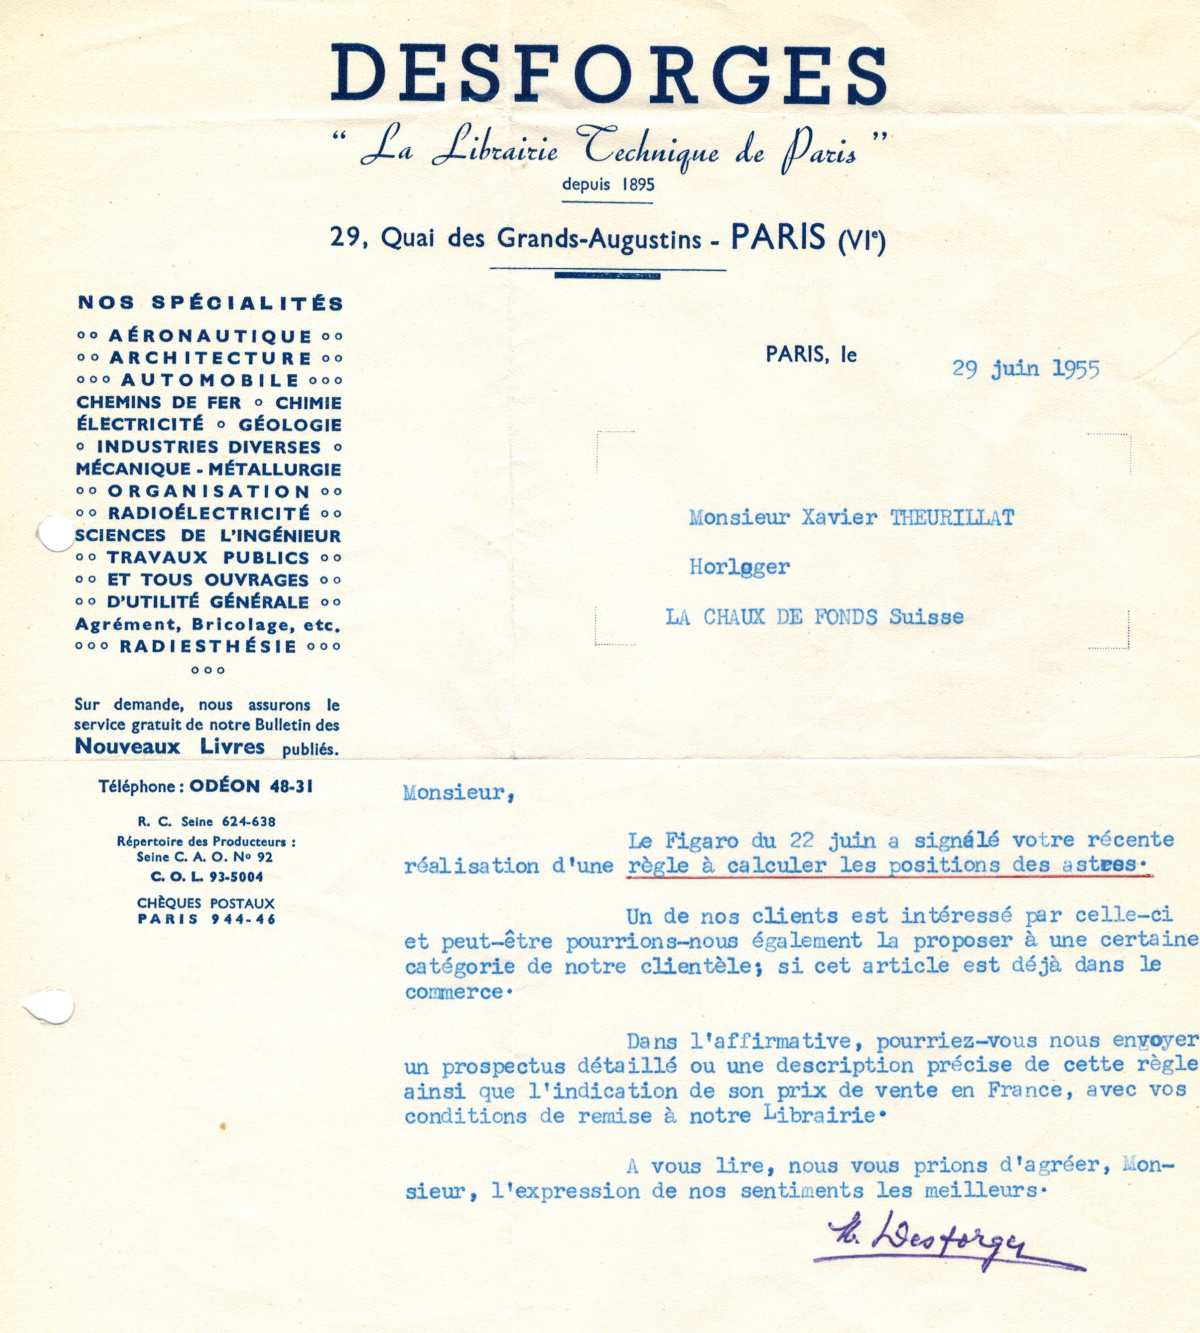 DESFORGES
“ La Librairie Technique de Paris ”
depuis 1895
29, Quai des Grands-Augustins - PARIS (VIe)
NOS SPÉCIALITÉS
°° AÉRONAUTIQUE °°
°° ARCHITECTURE °°
°°° AUTOMOBILE °°°
CHEMINS DE FER ° CHIMIE
ÉLECTRICITÉ ° GÉOLOGIE
° INDUSTRIES DIVERSES °
MÉCANIQUE - MÉTALLURGIE
°° ORGANISATION °°
°° RADIOÉLECTRICITÉ °°
SCIENCES DE L'INGÉNIEUR
°° TRAVAUX PUBLICS °°
°° ET TOUS OUVRAGES °°
°° D'UTILITÉ GÉNÉRALE °°
Agrément, Bricolage, etc.
°°° RADIESTHÉSIE °°°
°°°
Sur demande, nous assurons le
service gratuit de notre Bulletin des
Nouveaux Livres publiés.
Téléphone : ODÉON 48-31
R. C. Seine 624-638
Répertoire des Producteurs :
Seine C. A. O. No 92
C. O. L. 93-5004
CHÈQUES POSTAUX
PARIS 944-46
PARIS, le 29 juin 1955
Monsieur Xavier THEURILLAT
Horloger
LA CHAUX DE FONDS Suisse
Monsieur,
Le Figaro du 22 juin a signálé votre récente
réalisation d'une règle à calculer les positions des astres.
Un de nos clients est intéressé par celle-ci
et peut-être pourrions-nous également la proposer à une certaine
catégorie de notre clientèle; si cet article est déjà dans le
commerce.
Dans l'affirmative, pourriez-vous nous envoyer
un prospectus détaillé ou une description précise de cette règle
ainsi que l'indication de son prix de vente en France, avec vos
conditions de remise à notre Librairie.
A vous lire, nous vous prions d'agréer, Mon-
sieur, l'expression de nos sentiments les meilleurs.
Desforges